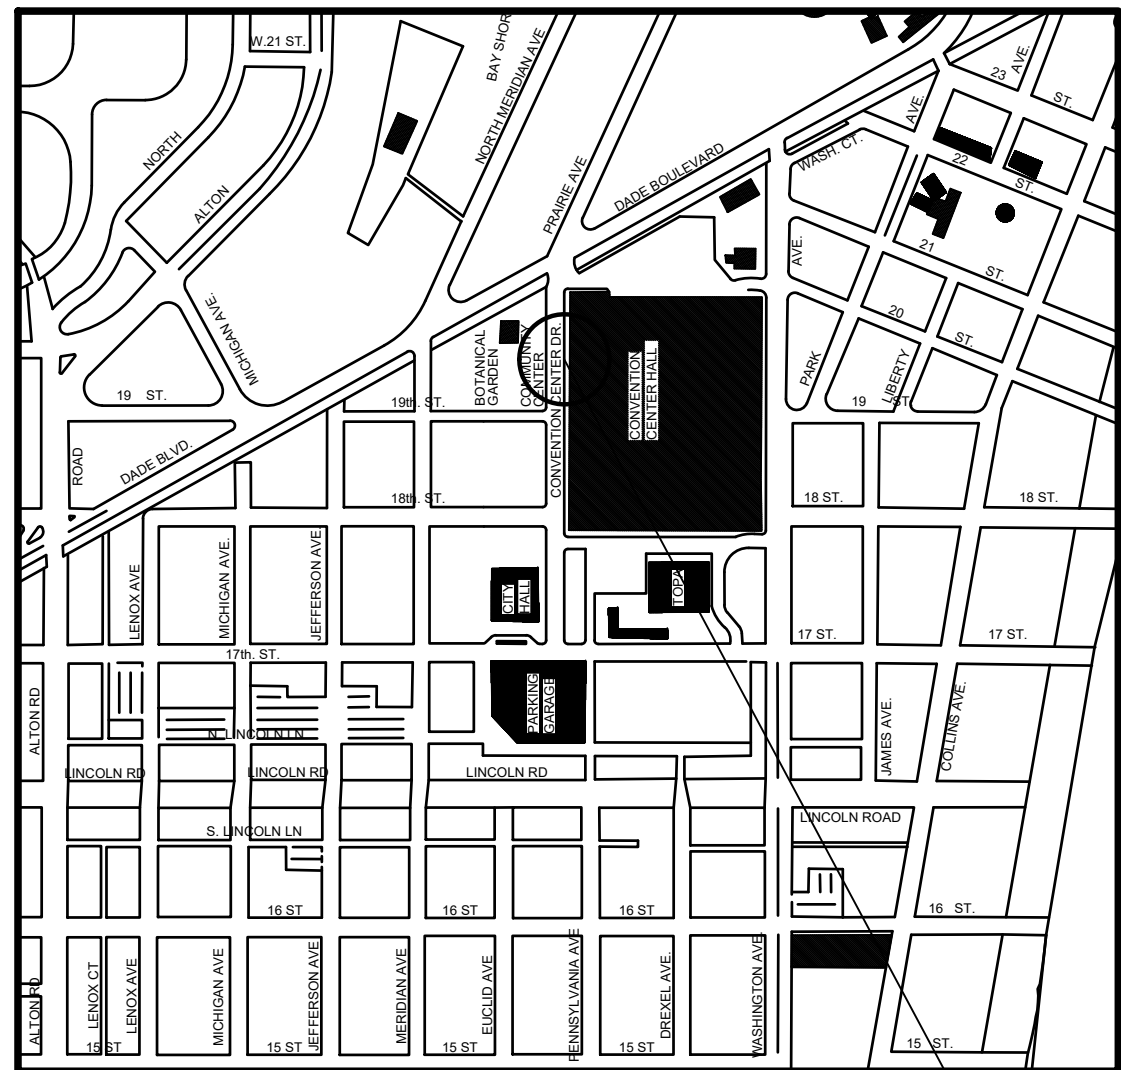 W.21 ST.
BAY SHOR
NORTH MERIDIAN AVE
AVE.
23
ST.
NORTH
AVE.
DADE BOULEVARD
WASH. CT.
22
ST.
ALTON
PRAIRIE AVE
AVE.
21
ST.
MICHIGAN AVE.
20
ST.
BOTANICAL
GARDEN
COMMUNITY
CENTER
CONVENTION CENTER DR.
CONVENTION
CENTER HALL
PARK
LIBERTY
19 ST.
19th. ST.
19 ST.
ROAD
DADE BLVD.
18th. ST.
18 ST.
18 ST.
LENOX AVE
MICHIGAN AVE.
JEFFERSON AVE.
CITY
HALL
TOPA
17 ST.
17 ST.
17th. ST.
ALTON RD
PARKING
GARAGE
JAMES AVE.
COLLINS AVE.
N. LINCOLN LN
LINCOLN RD
LINCOLN RD
LINCOLN RD
S. LINCOLN LN
LINCOLN ROAD
16 ST
16 ST
16 ST
16 ST.
ALTON RD
LENOX CT
LENOX AVE
MICHIGAN AVE
JEFFERSON AVE
MERIDIAN AVE
EUCLID AVE
PENNSYLVANIA AVE
DREXEL AVE.
WASHINGTON AVE.
15 ST
15 ST
15 ST
15 ST
15 ST.